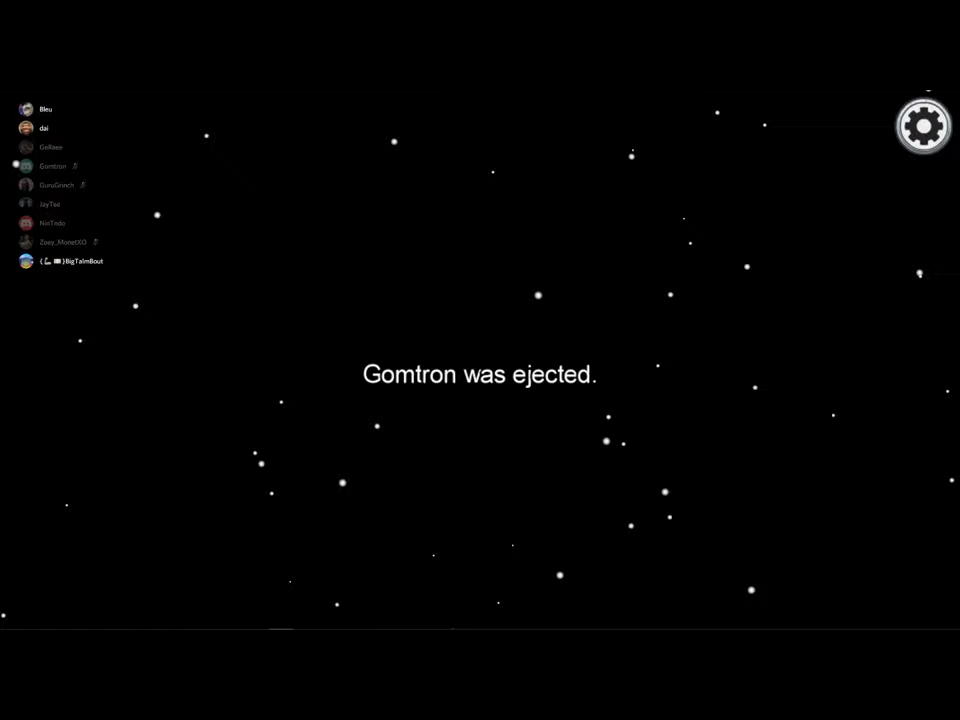 Bleu
dai
GeRaee
Gomtron
GuruGrinch
JayTee
NinTndo
Zoey_MonetXO
BigTalmBout
Gomtron was ejected.